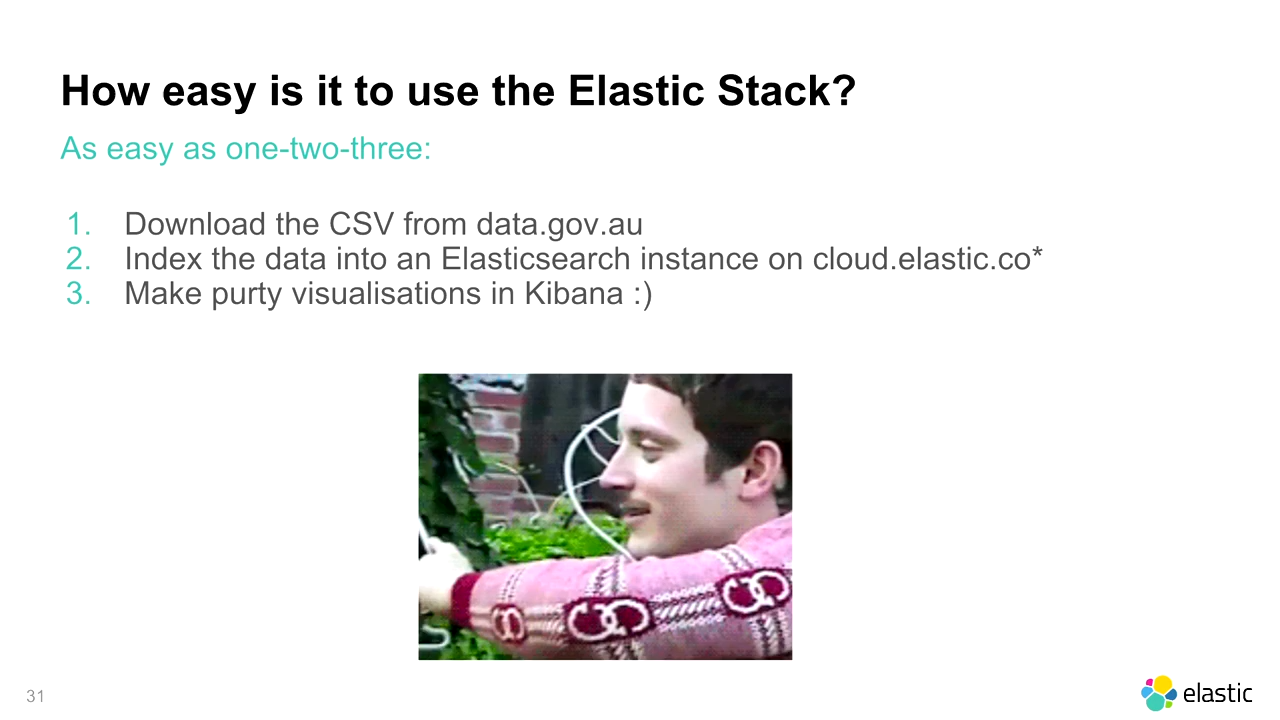 How easy is it to use the Elastic Stack?
As easy as one-two-three:
1. Download the CSV from data.gov.au
2. Index the data into an Elasticsearch instance on cloud.elastic.co*
3. Make purty visualisations in Kibana :)
31
elastic